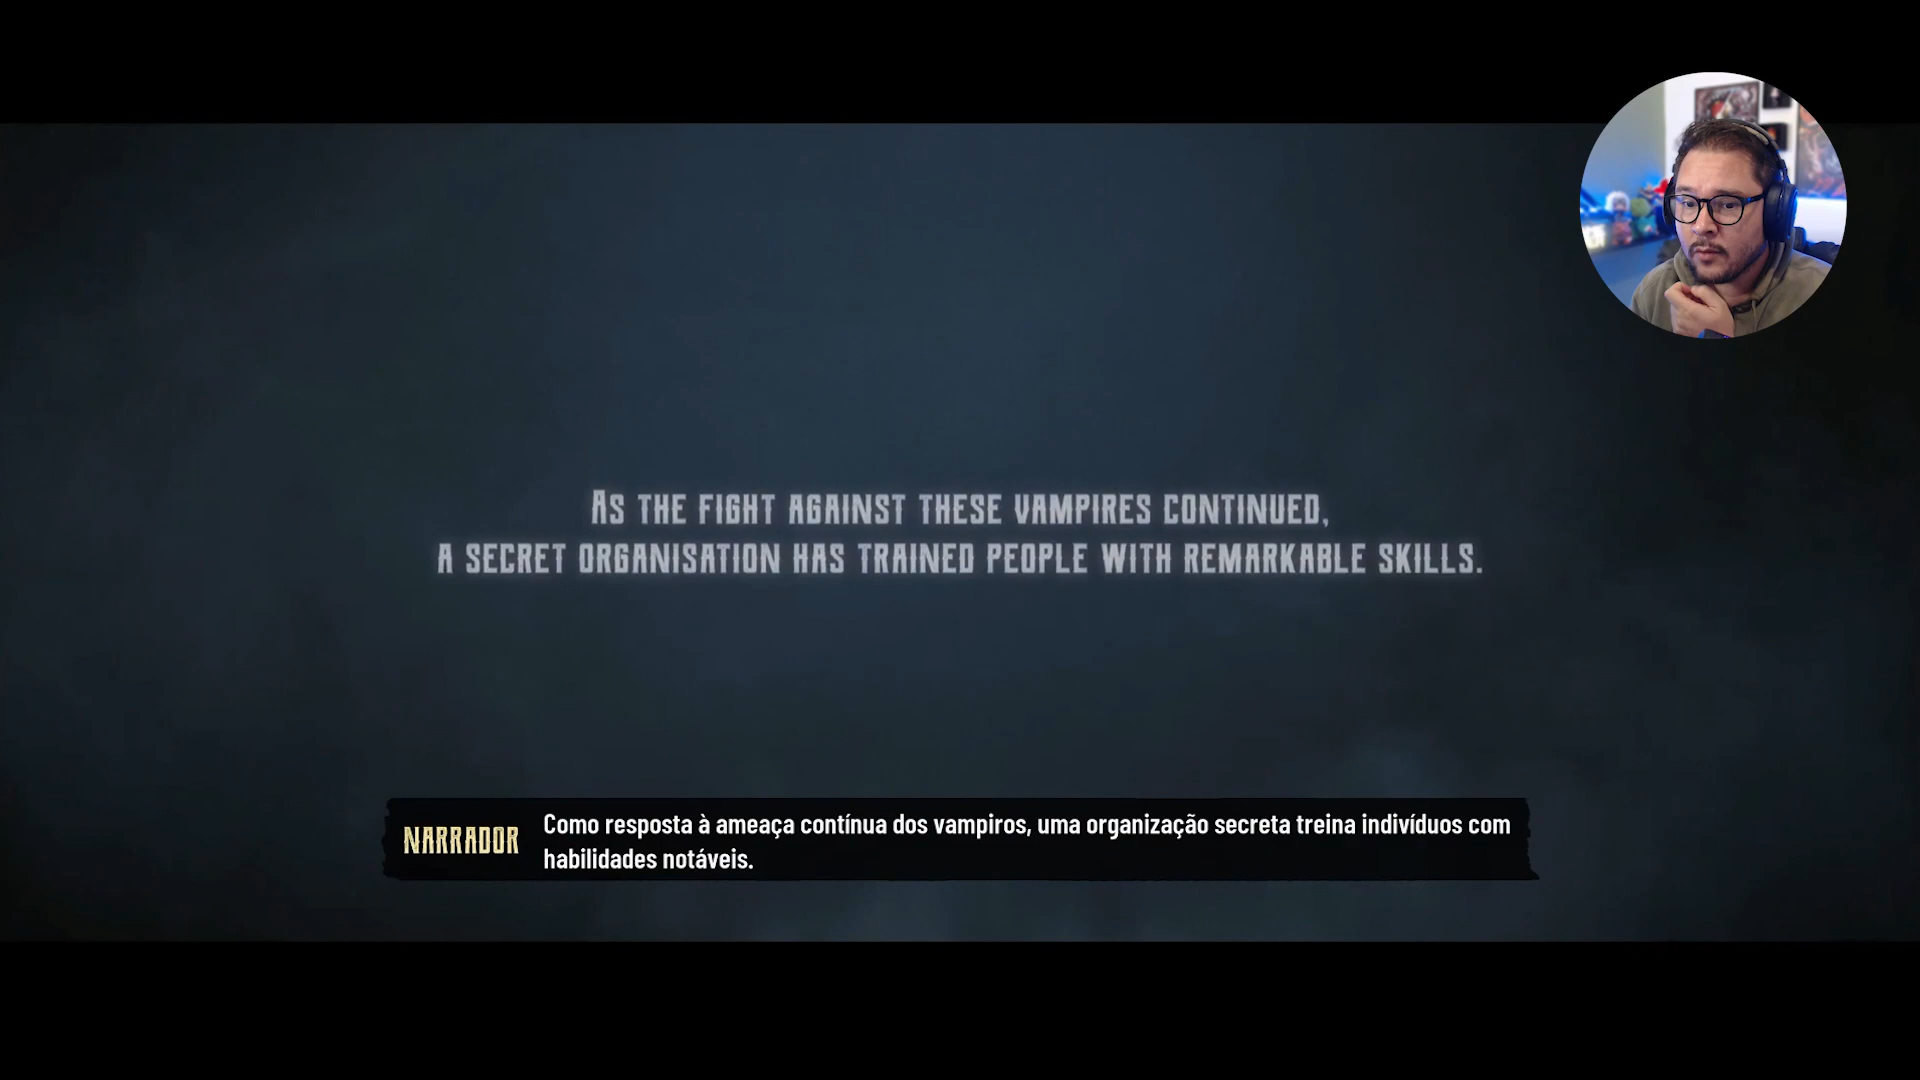 As the fight against these vampires continued,
a secret organisation has trained people with remarkable skills.
NARRADOR
Como resposta à ameaça contínua dos vampiros, uma organização secreta treina indivíduos com
habilidades notáveis.